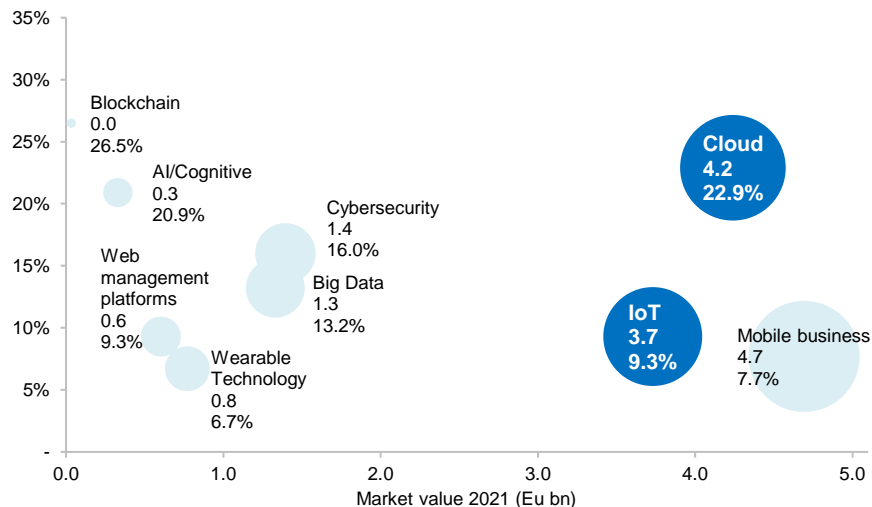 35%
30%
25%
20%
15%
10%
5%
-
Blockchain
0.0
26.5%
AI/Cognitive
0.3
20.9%
Web
management
platforms
0.6
9.3%
Wearable
Technology
0.8
6.7%
Cybersecurity
1.4
16.0%
Big Data
1.3
13.2%
Cloud
4.2
22.9%
IoT
3.7
9.3%
Mobile business
4.7
7.7%
0.0 1.0 2.0 3.0 4.0 5.0
Market value 2021 (Eu bn)